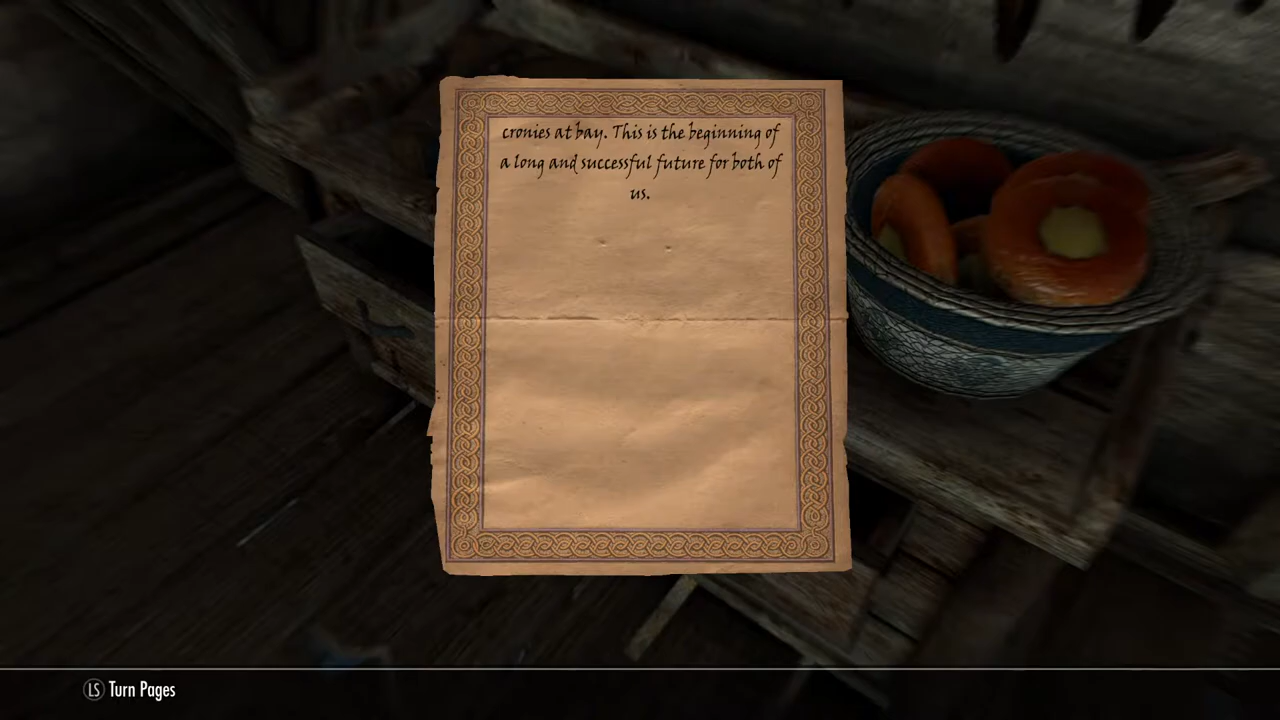 cronies at bay. This is the beginning of
a long and successful future for both of
us.
LS Turn Pages